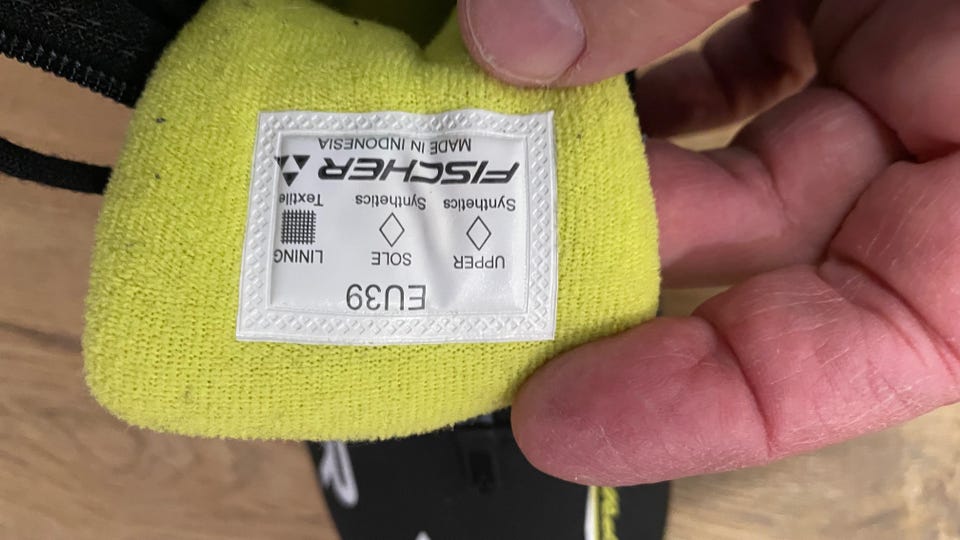 EU39
UPPER SOLE LINING
Synthetics Synthetics Textile
FISCHER
MADE IN INDONESIA
R